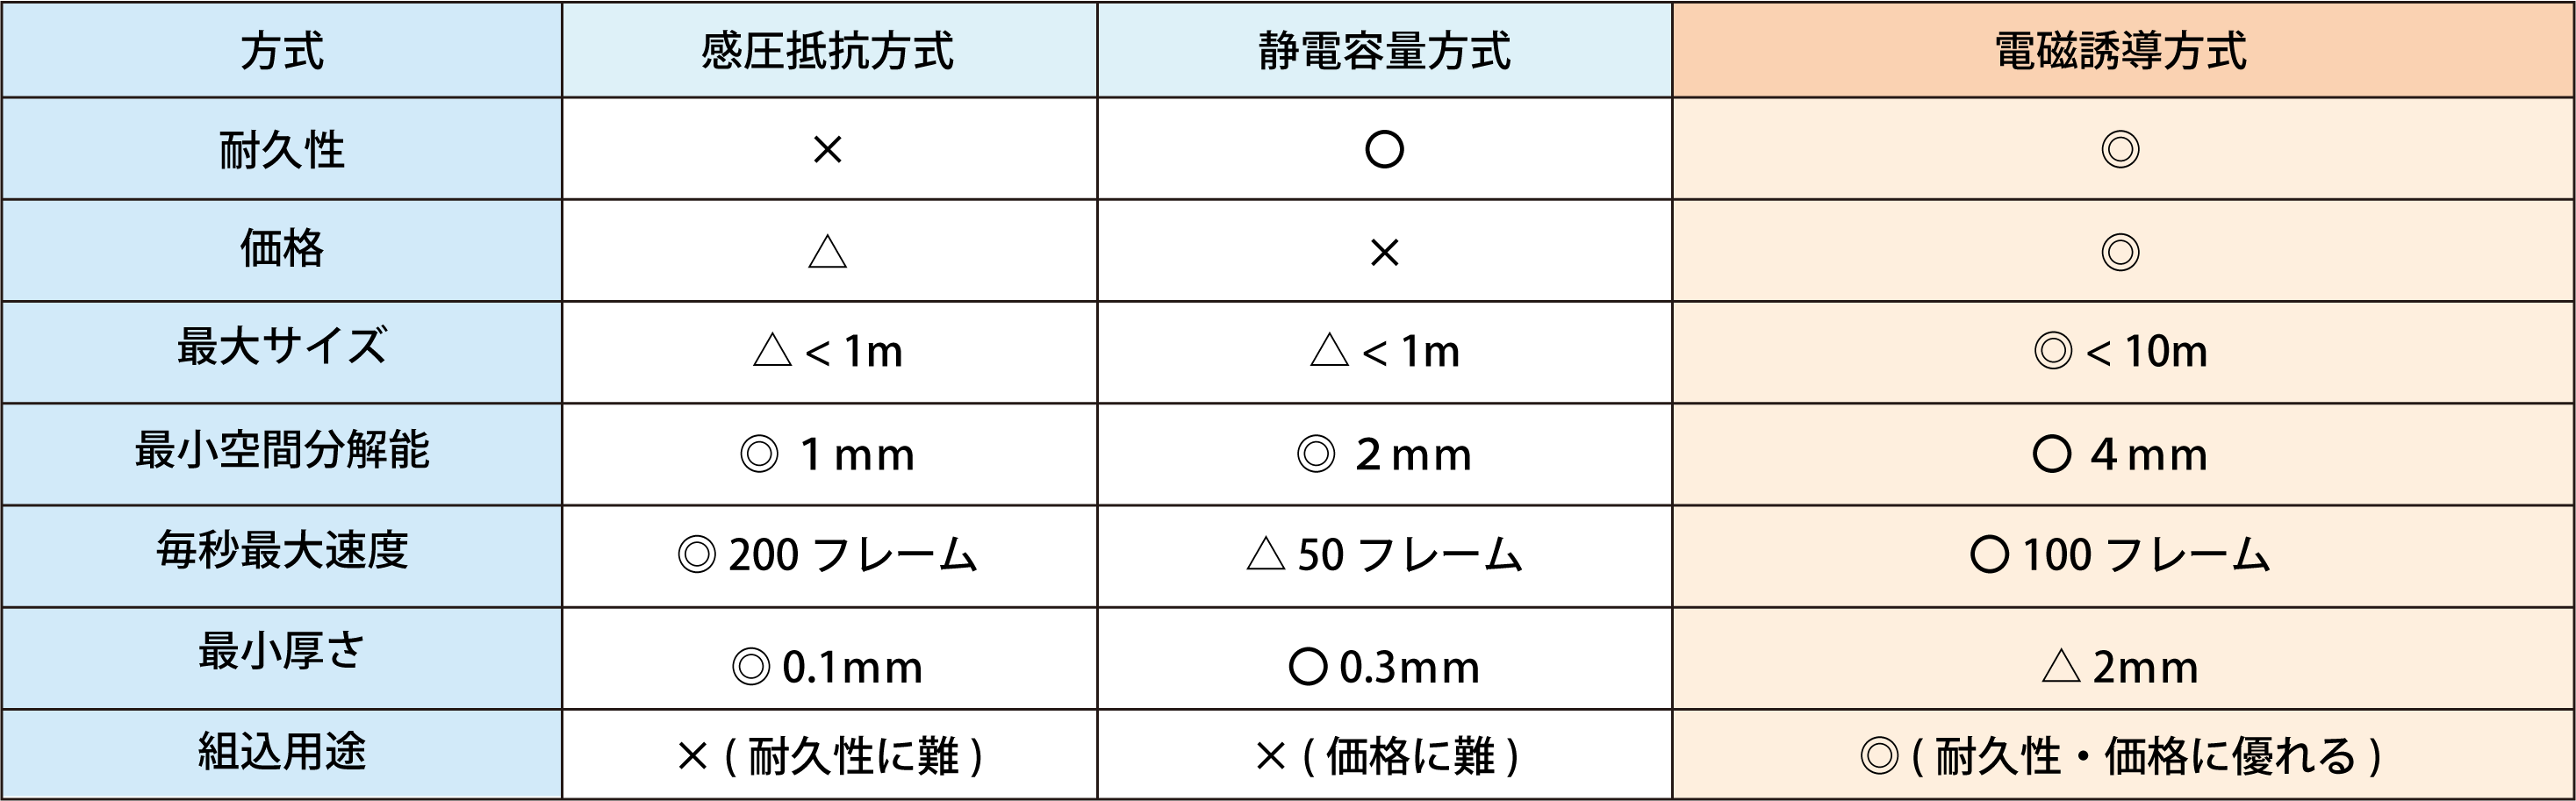 方式 感圧抵抗方式 静電容量方式 電磁誘導方式
耐久性 × 〇 ◎
価格 △ × ◎
最大サイズ △ < 1m △ < 1m ◎ < 10m
最小空間分解能 ◎ 1 mm ◎ 2 mm 〇 4 mm
毎秒最大速度 ◎ 200 フレーム △ 50 フレーム 〇 100 フレーム
最小厚さ ◎ 0.1mm 〇 0.3mm △ 2mm
組込用途 × ( 耐久性に難 ) × ( 価格に難 ) ◎ ( 耐久性・価格に優れる )